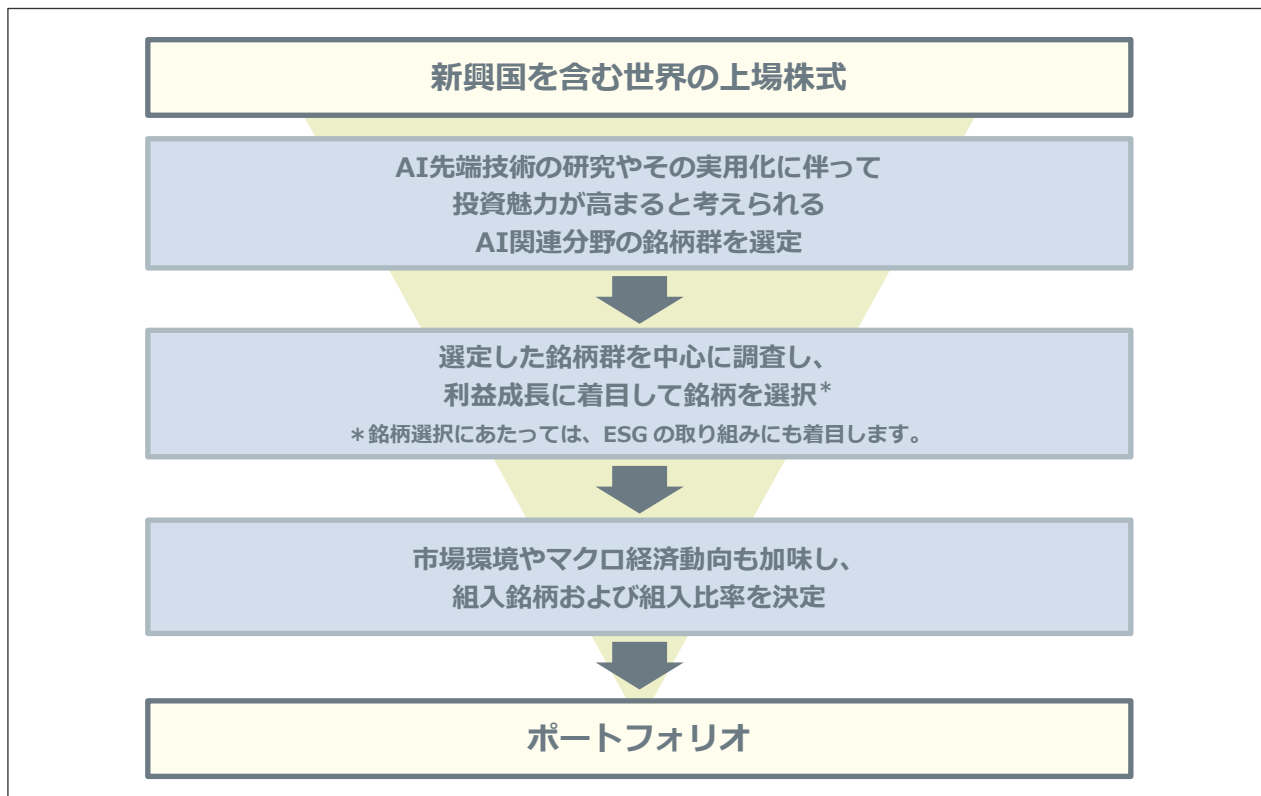 新興国を含む世界の上場株式
AI先端技術の研究やその実用化に伴って
投資魅力が高まると考えられる
AI関連分野の銘柄群を選定
選定した銘柄群を中心に調査し、
利益成長に着目して銘柄を選択*
＊銘柄選択にあたっては、ESG の取り組みにも着目します。
市場環境やマクロ経済動向も加味し、
組入銘柄および組入比率を決定
ポートフォリオ